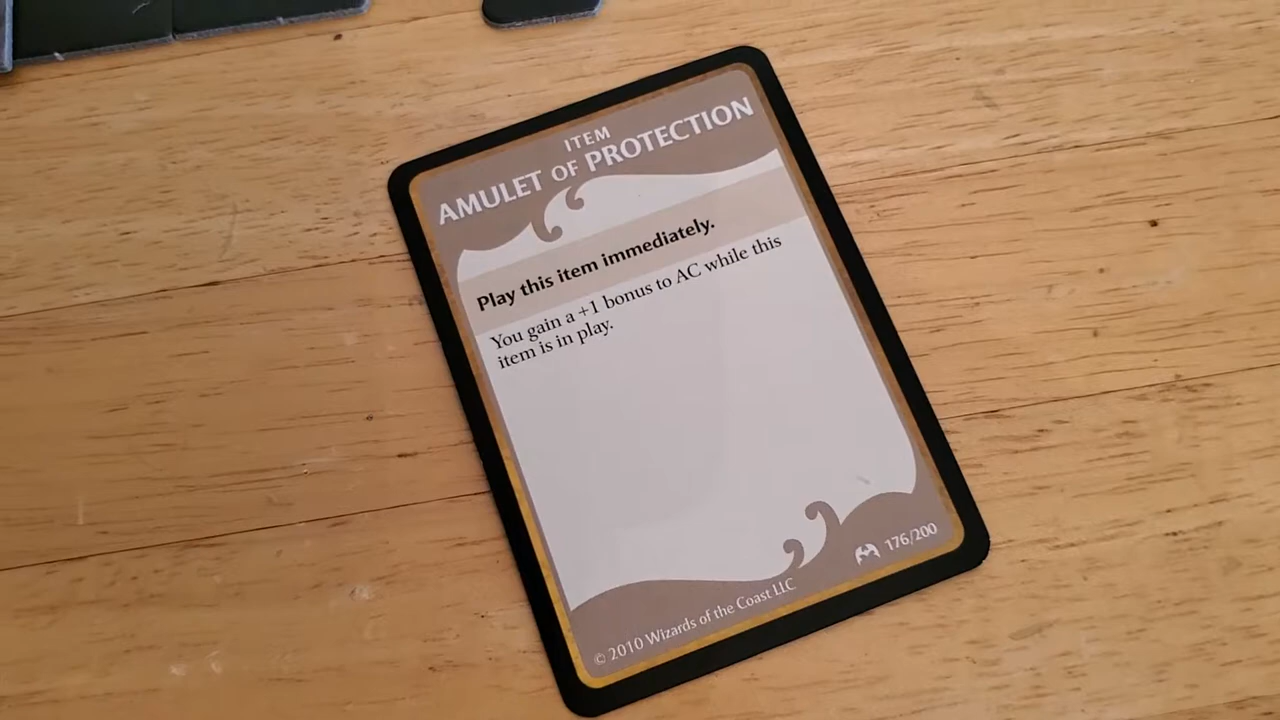 ITEM
AMULET OF PROTECTION
Play this item immediately.
You gain a +1 bonus to AC while this
item is in play.
176/200
© 2010 Wizards of the Coast LLC